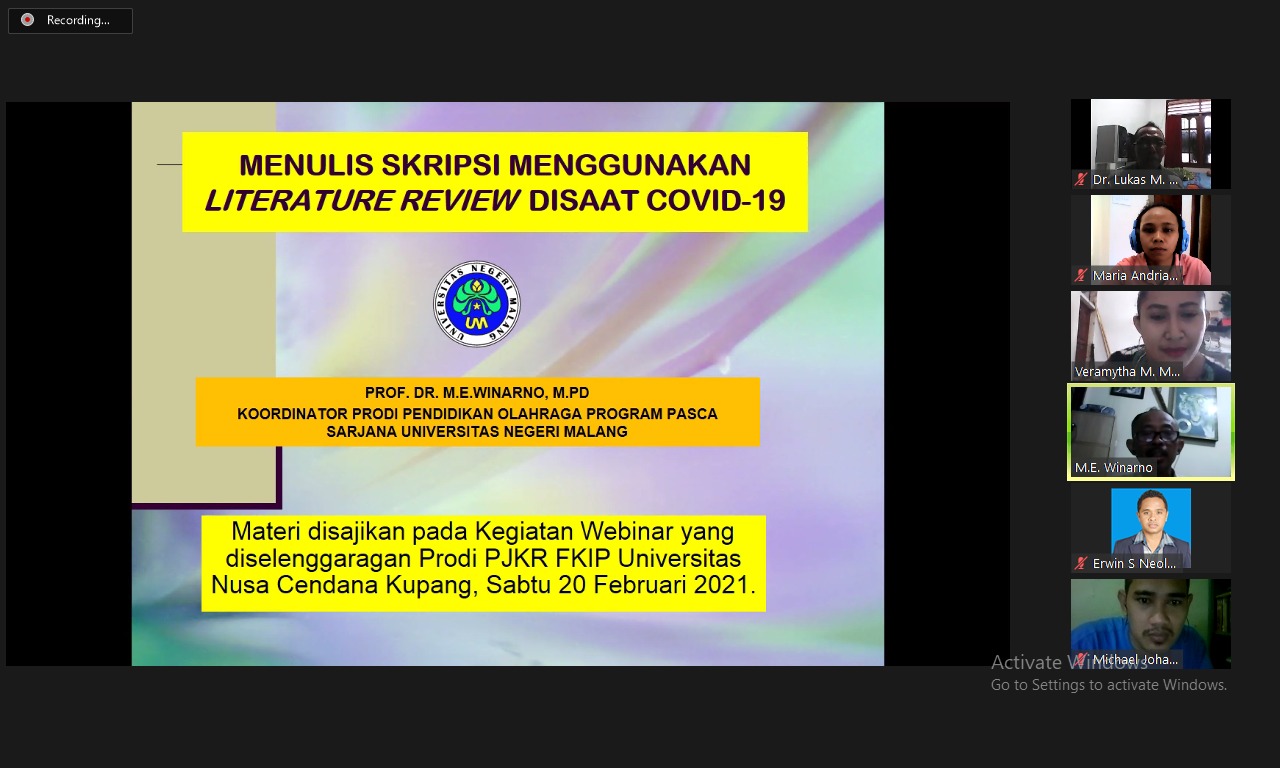 Recording...
MENULIS SKRIPSI MENGGUNAKAN
LITERATURE REVIEW DISAAT COVID-19
UNIVERSITAS NEGERI MALANG
UM
PROF. DR. M.E.WINARNO, M.PD
KOORDINATOR PRODI PENDIDIKAN OLAHRAGA PROGRAM PASCA
SARJANA UNIVERSITAS NEGERI MALANG
Materi disajikan pada Kegiatan Webinar yang
diselenggaragan Prodi PJKR FKIP Universitas
Nusa Cendana Kupang, Sabtu 20 Februari 2021.
Dr. Lukas M. ...
Maria Andria...
Veramytha M. M...
M.E. Winarno
Erwin S Neol...
Michael Joha...
Activate Windows
Go to Settings to activate Windows.